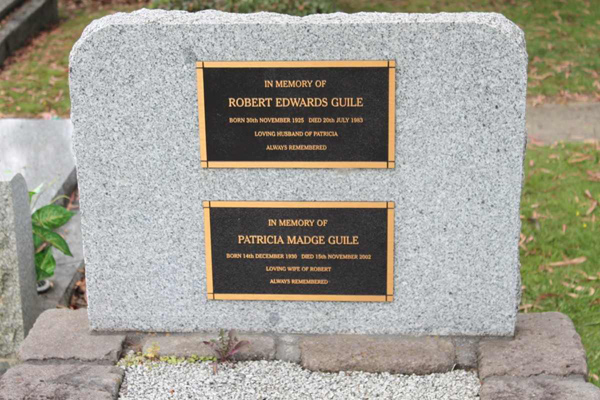 IN MEMORY OF
ROBERT EDWARDS GUILE
BORN 30th NOVEMBER 1925 DIED 20th JULY 1983
LOVING HUSBAND OF PATRICIA
ALWAYS REMEMBERED
IN MEMORY OF
PATRICIA MADGE GUILE
BORN 14th DECEMBER 1930 DIED 15th NOVEMBER 2002
LOVING WIFE OF ROBERT
ALWAYS REMEMBERED